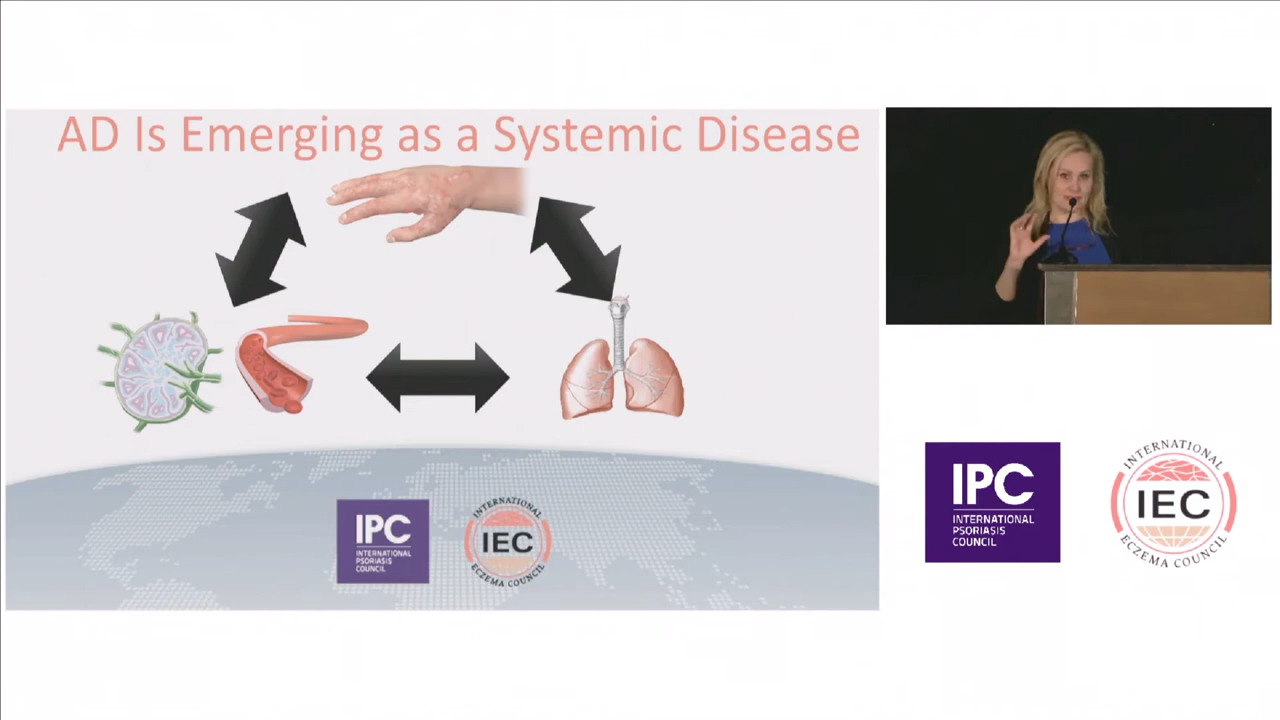 AD Is Emerging as a Systemic Disease
IPC
INTERNATIONAL
PSORIASIS
COUNCIL
INTERNATIONAL
IEC
ECZEMA COUNCIL
IPC
INTERNATIONAL
PSORIASIS
COUNCIL
INTERNATIONAL
IEC
ECZEMA COUNCIL